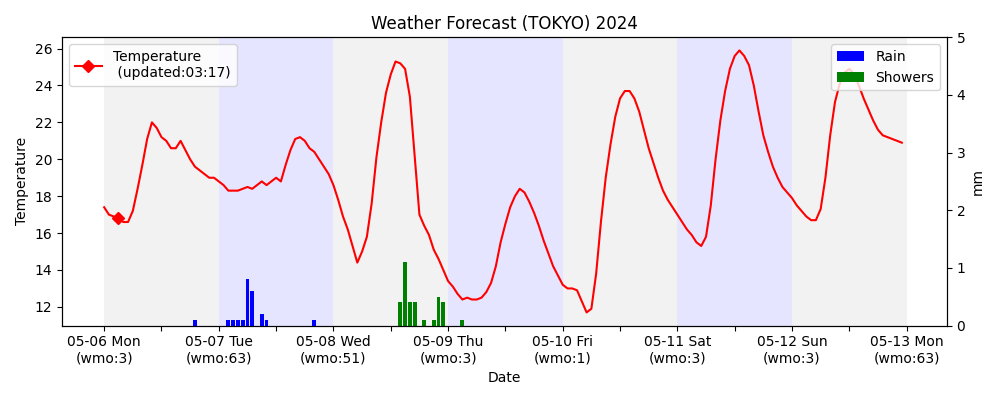 Weather Forecast (TOKYO) 2024
Temperature
(updated:03:17)
Rain
Showers
Temperature
26
24
22
20
18
16
14
12
5
4
3
2
1
0
mm
05-06 Mon
(wmo:3)
05-07 Tue
(wmo:63)
05-08 Wed
(wmo:51)
05-09 Thu
(wmo:3)
05-10 Fri
(wmo:1)
05-11 Sat
(wmo:3)
05-12 Sun
(wmo:3)
05-13 Mon
(wmo:63)
Date